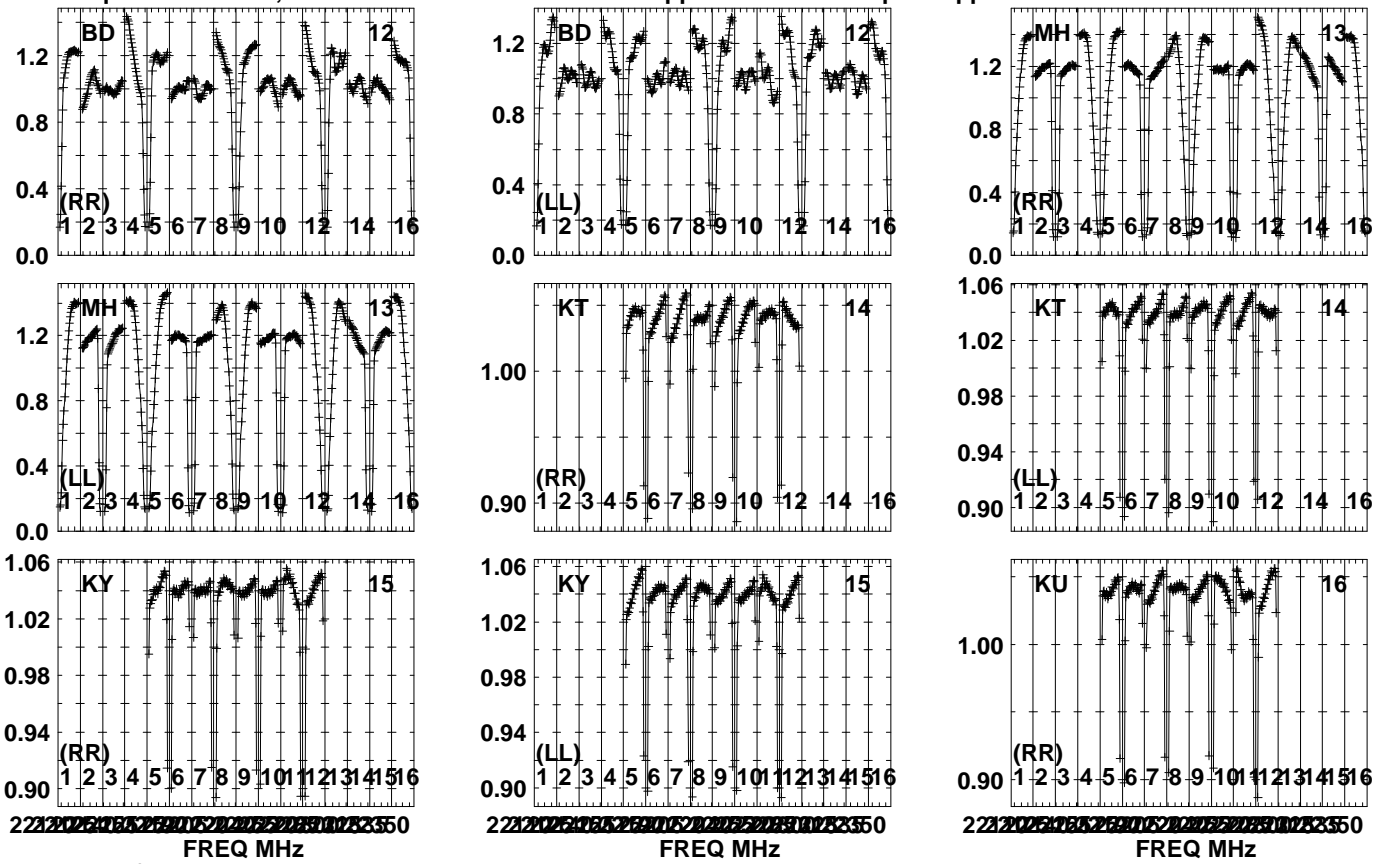 BD 12
1.2
0.8
0.4
0.0
(RR)
1 2 3 4 5 6 7 8 9 10 12 14 16
BD 12
1.2
0.8
0.4
0.0
(LL)
1 2 3 4 5 6 7 8 9 10 12 14 16
MH 13
1.2
0.8
0.4
0.0
(RR)
1 2 3 4 5 6 7 8 9 10 12 14 16
MH 13
1.2
0.8
0.4
0.0
(LL)
1 2 3 4 5 6 7 8 9 10 12 14 16
KT 14
1.00
0.90
(RR)
1 2 3 4 5 6 7 8 9 10 12 14 16
KT 14
1.06
1.02
0.98
0.94
0.90
(LL)
1 2 3 4 5 6 7 8 9 10 12 14 16
KY 15
1.06
1.02
0.98
0.94
0.90
(RR)
1 2 3 4 5 6 7 8 9 10 11 12 13 14 15 16
FREQ MHz
KY 15
1.06
1.02
0.98
0.94
0.90
(LL)
1 2 3 4 5 6 7 8 9 10 11 12 13 14 15 16
FREQ MHz
KU 16
1.00
0.90
(RR)
1 2 3 4 5 6 7 8 9 10 11 12 13 14 15 16
FREQ MHz